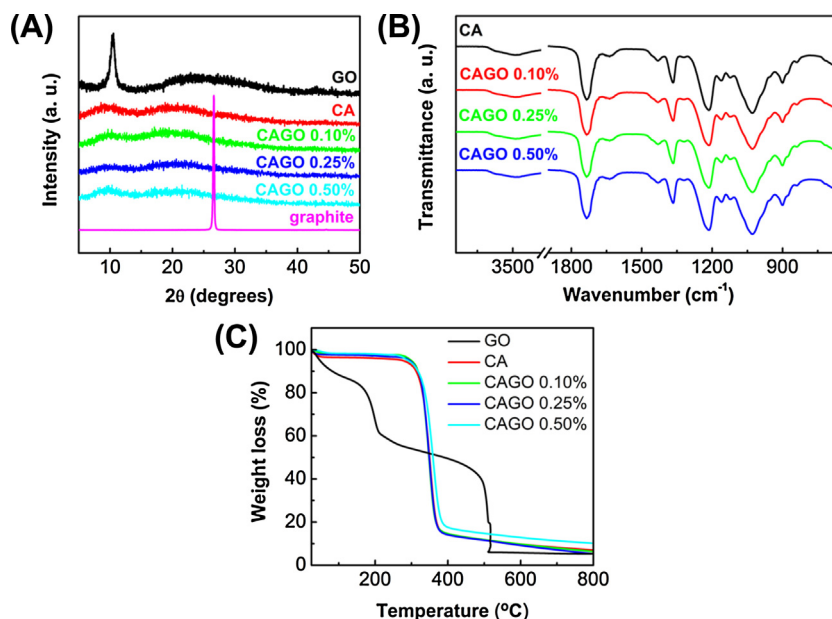 (A)
Intensity (a. u.)
GO
CA
CAGO 0.10%
CAGO 0.25%
CAGO 0.50%
graphite
10 20 30 40 50
2θ (degrees)
(B)
Transmittance (a. u.)
CA
CAGO 0.10%
CAGO 0.25%
CAGO 0.50%
3500 1800 1500 1200 900
Wavenumber (cm⁻¹)
(C)
Weight loss (%)
100
80
60
40
20
0
GO
CA
CAGO 0.10%
CAGO 0.25%
CAGO 0.50%
200 400 600 800
Temperature (ºC)